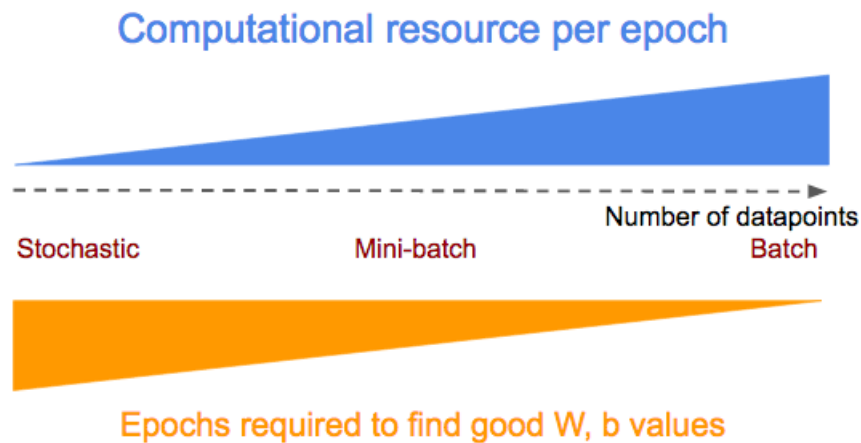 Computational resource per epoch
Number of datapoints
Stochastic Mini-batch Batch
Epochs required to find good W, b values